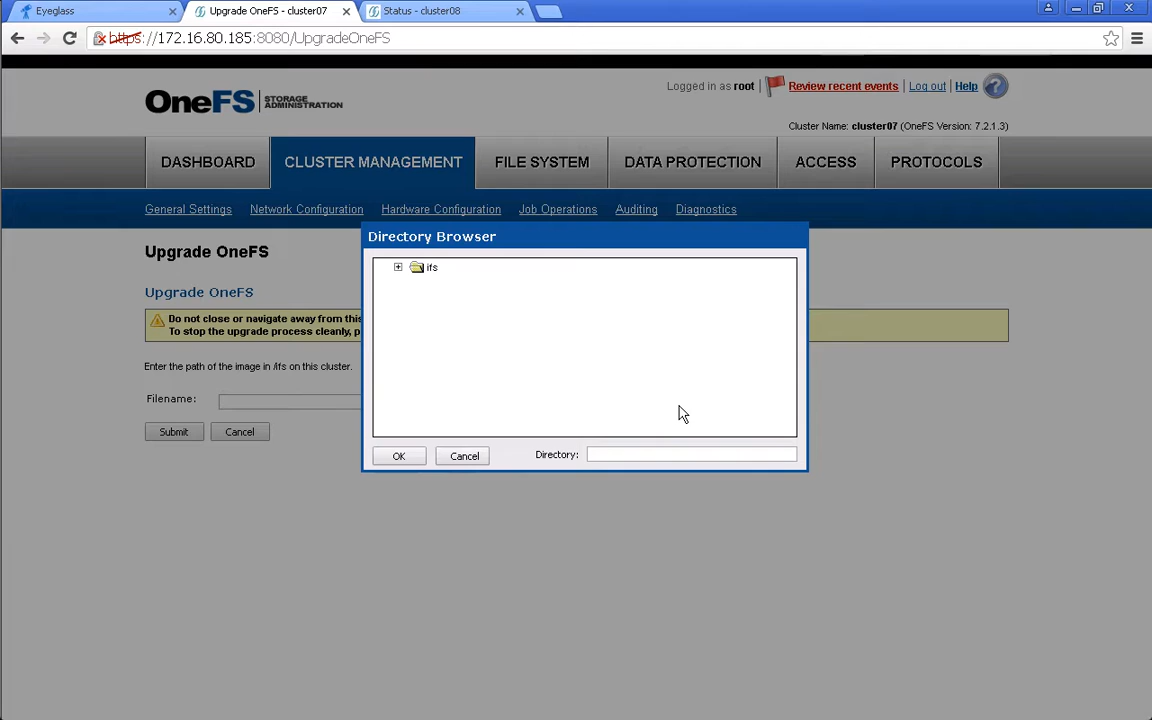 Eyeglass
Upgrade OneFS - cluster07
Status - cluster08
https://172.16.80.185:8080/UpgradeOneFS
OneFS STORAGE ADMINISTRATION
Logged in as root | Review recent events | Log out | Help ?
Cluster Name: cluster07 (OneFS Version: 7.2.1.3)
DASHBOARD CLUSTER MANAGEMENT FILE SYSTEM DATA PROTECTION ACCESS PROTOCOLS
General Settings Network Configuration Hardware Configuration Job Operations Auditing Diagnostics
Upgrade OneFS
Upgrade OneFS
Do not close or navigate away from this
To stop the upgrade process cleanly, p
Enter the path of the image in /ifs on this cluster.
Filename:
Submit Cancel
Directory Browser
ifs
OK Cancel Directory: